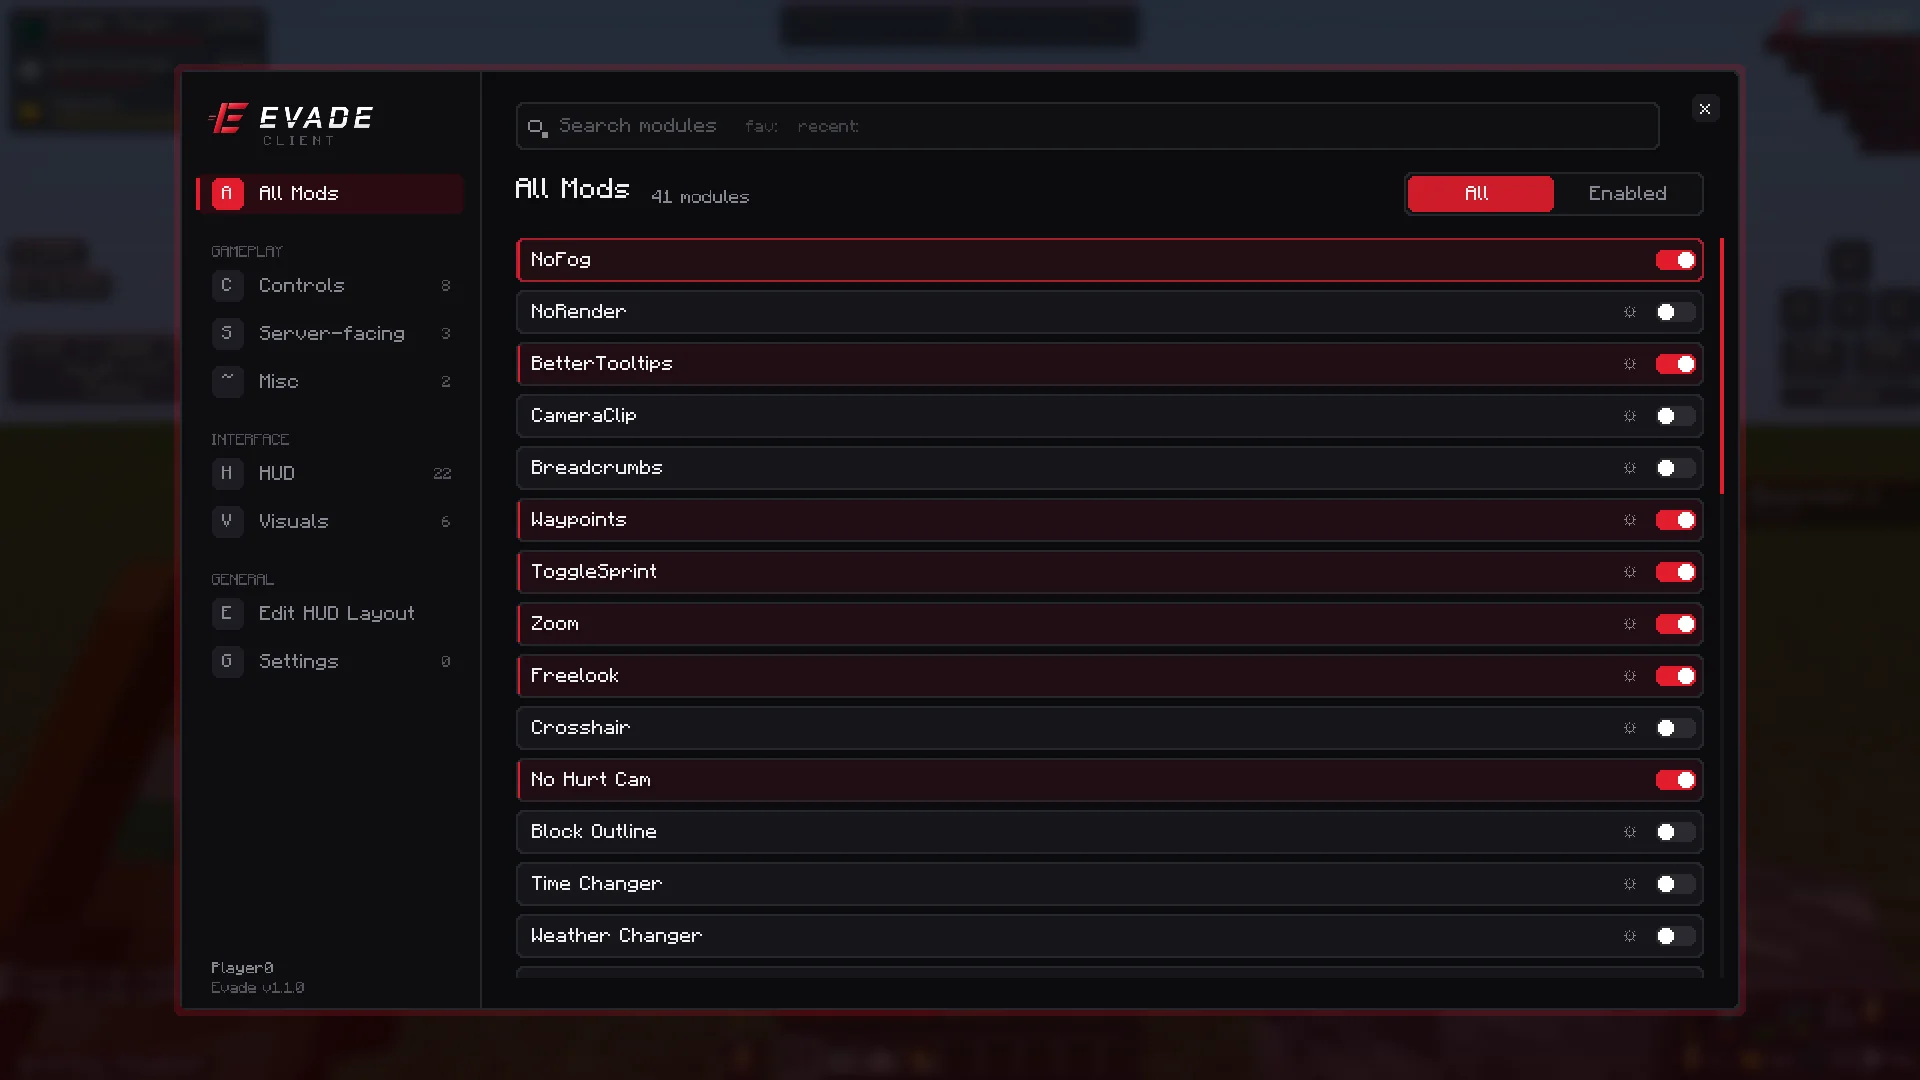 EVADE
CLIENT
A All Mods
GAMEPLAY
C Controls 8
S Server-facing 3
~ Misc 2
INTERFACE
H HUD 22
V Visuals 6
GENERAL
E Edit HUD Layout
G Settings 0
Player0
Evade v1.1.0
Search modules fav: recent:
×
All Mods 41 modules
All Enabled
NoFog
NoRender
BetterTooltips
CameraClip
Breadcrumbs
Waypoints
ToggleSprint
Zoom
Freelook
Crosshair
No Hurt Cam
Block Outline
Time Changer
Weather Changer